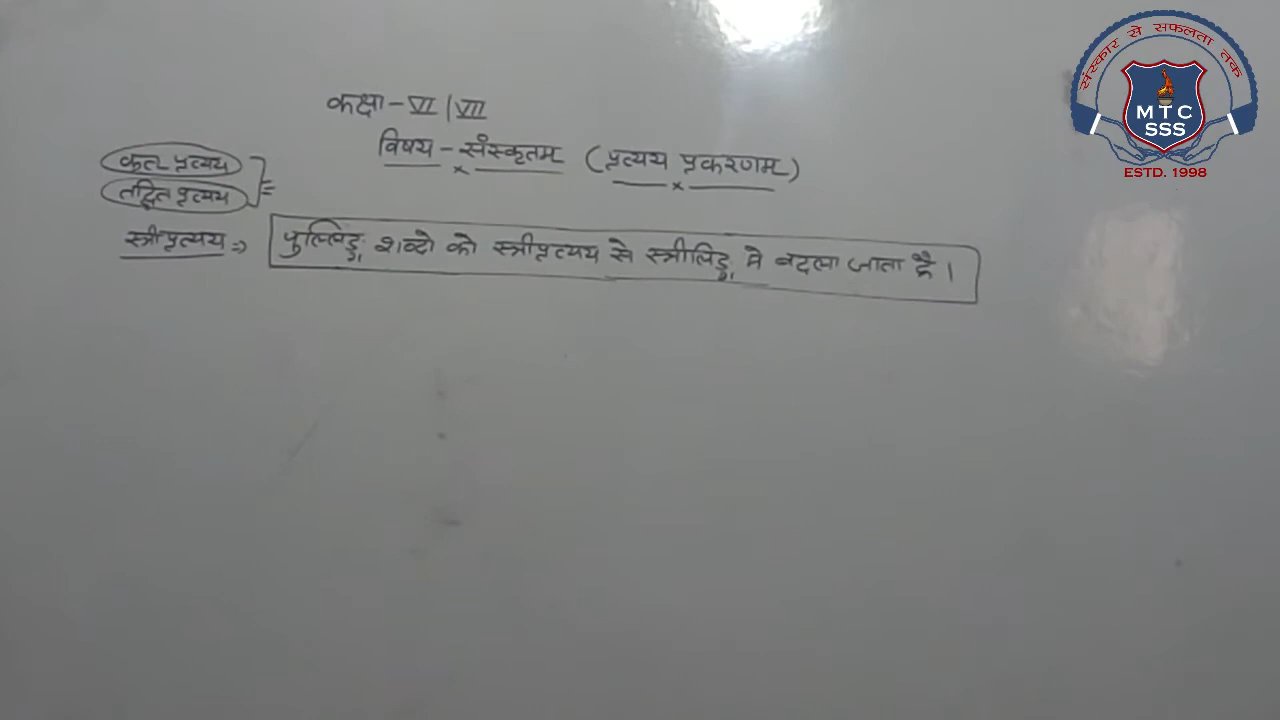 कक्षा - VI | VII
विषय - संस्कृतम (प्रत्यय प्रकरणम)
कृत प्रत्यय
तद्धित प्रत्यय
स्त्रीप्रत्यय => पुल्लिङ्ग शब्दो को स्त्रीप्रत्यय से स्त्रीलिङ्ग मे बदला जाता है।
संस्कार से सफलता तक
MTC
SSS
ESTD. 1998